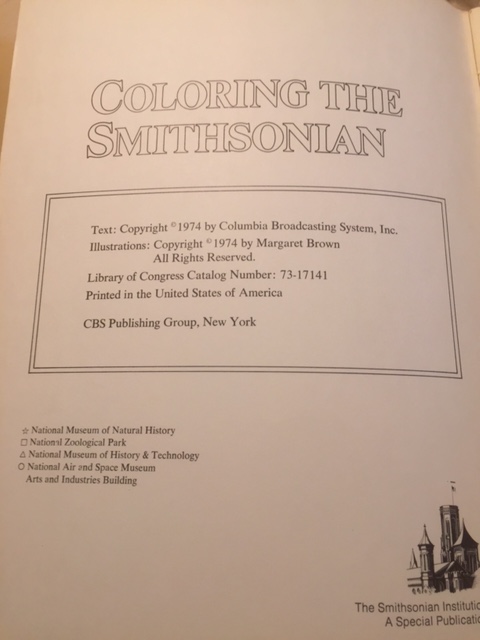 COLORING THE
SMITHSONIAN
Text: Copyright ©1974 by Columbia Broadcasting System, Inc.
Illustrations: Copyright ©1974 by Margaret Brown
All Rights Reserved.
Library of Congress Catalog Number: 73-17141
Printed in the United States of America
CBS Publishing Group, New York
☆ National Museum of Natural History
□ National Zoological Park
△ National Museum of History & Technology
○ National Air and Space Museum
Arts and Industries Building
The Smithsonian Institutio
A Special Publicatio